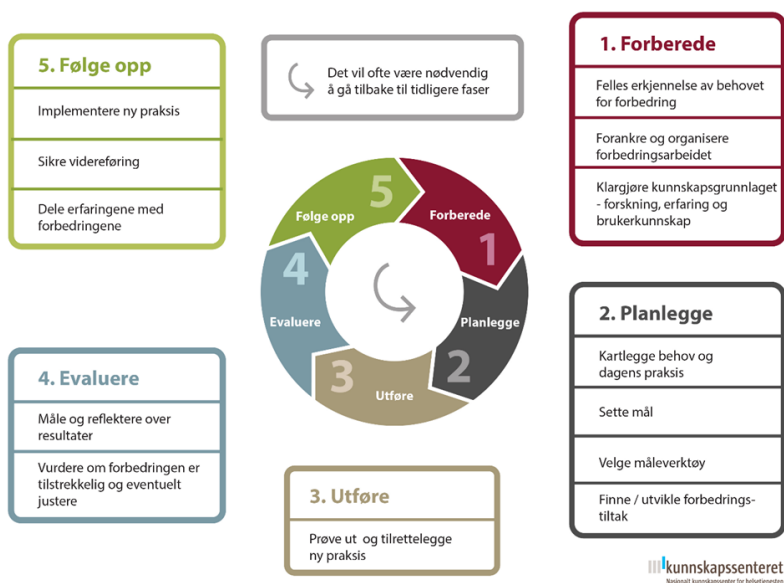 5. Følge opp
Implementere ny praksis
Sikre videreføring
Dele erfaringene med
forbedringene
Det vil ofte være nødvendig
å gå tilbake til tidligere faser
1. Forberede
Felles erkjennelse av behovet
for forbedring
Forankre og organisere
forbedringsarbeidet
Klargjøre kunnskapsgrunnlaget
- forskning, erfaring og
brukerkunnskap
5
Følge opp
Forberede
1
4
Evaluere
Planlegge
2
3
Utføre
2. Planlegge
Kartlegge behov og
dagens praksis
Sette mål
Velge måleverktøy
Finne / utvikle forbedrings-
tiltak
4. Evaluere
Måle og reflektere over
resultater
Vurdere om forbedringen er
tilstrekkelig og eventuelt
justere
3. Utføre
Prøve ut og tilrettelegge
ny praksis
kunnskapssenteret
Nasjonalt kunnskapssenter for helsetjenesten